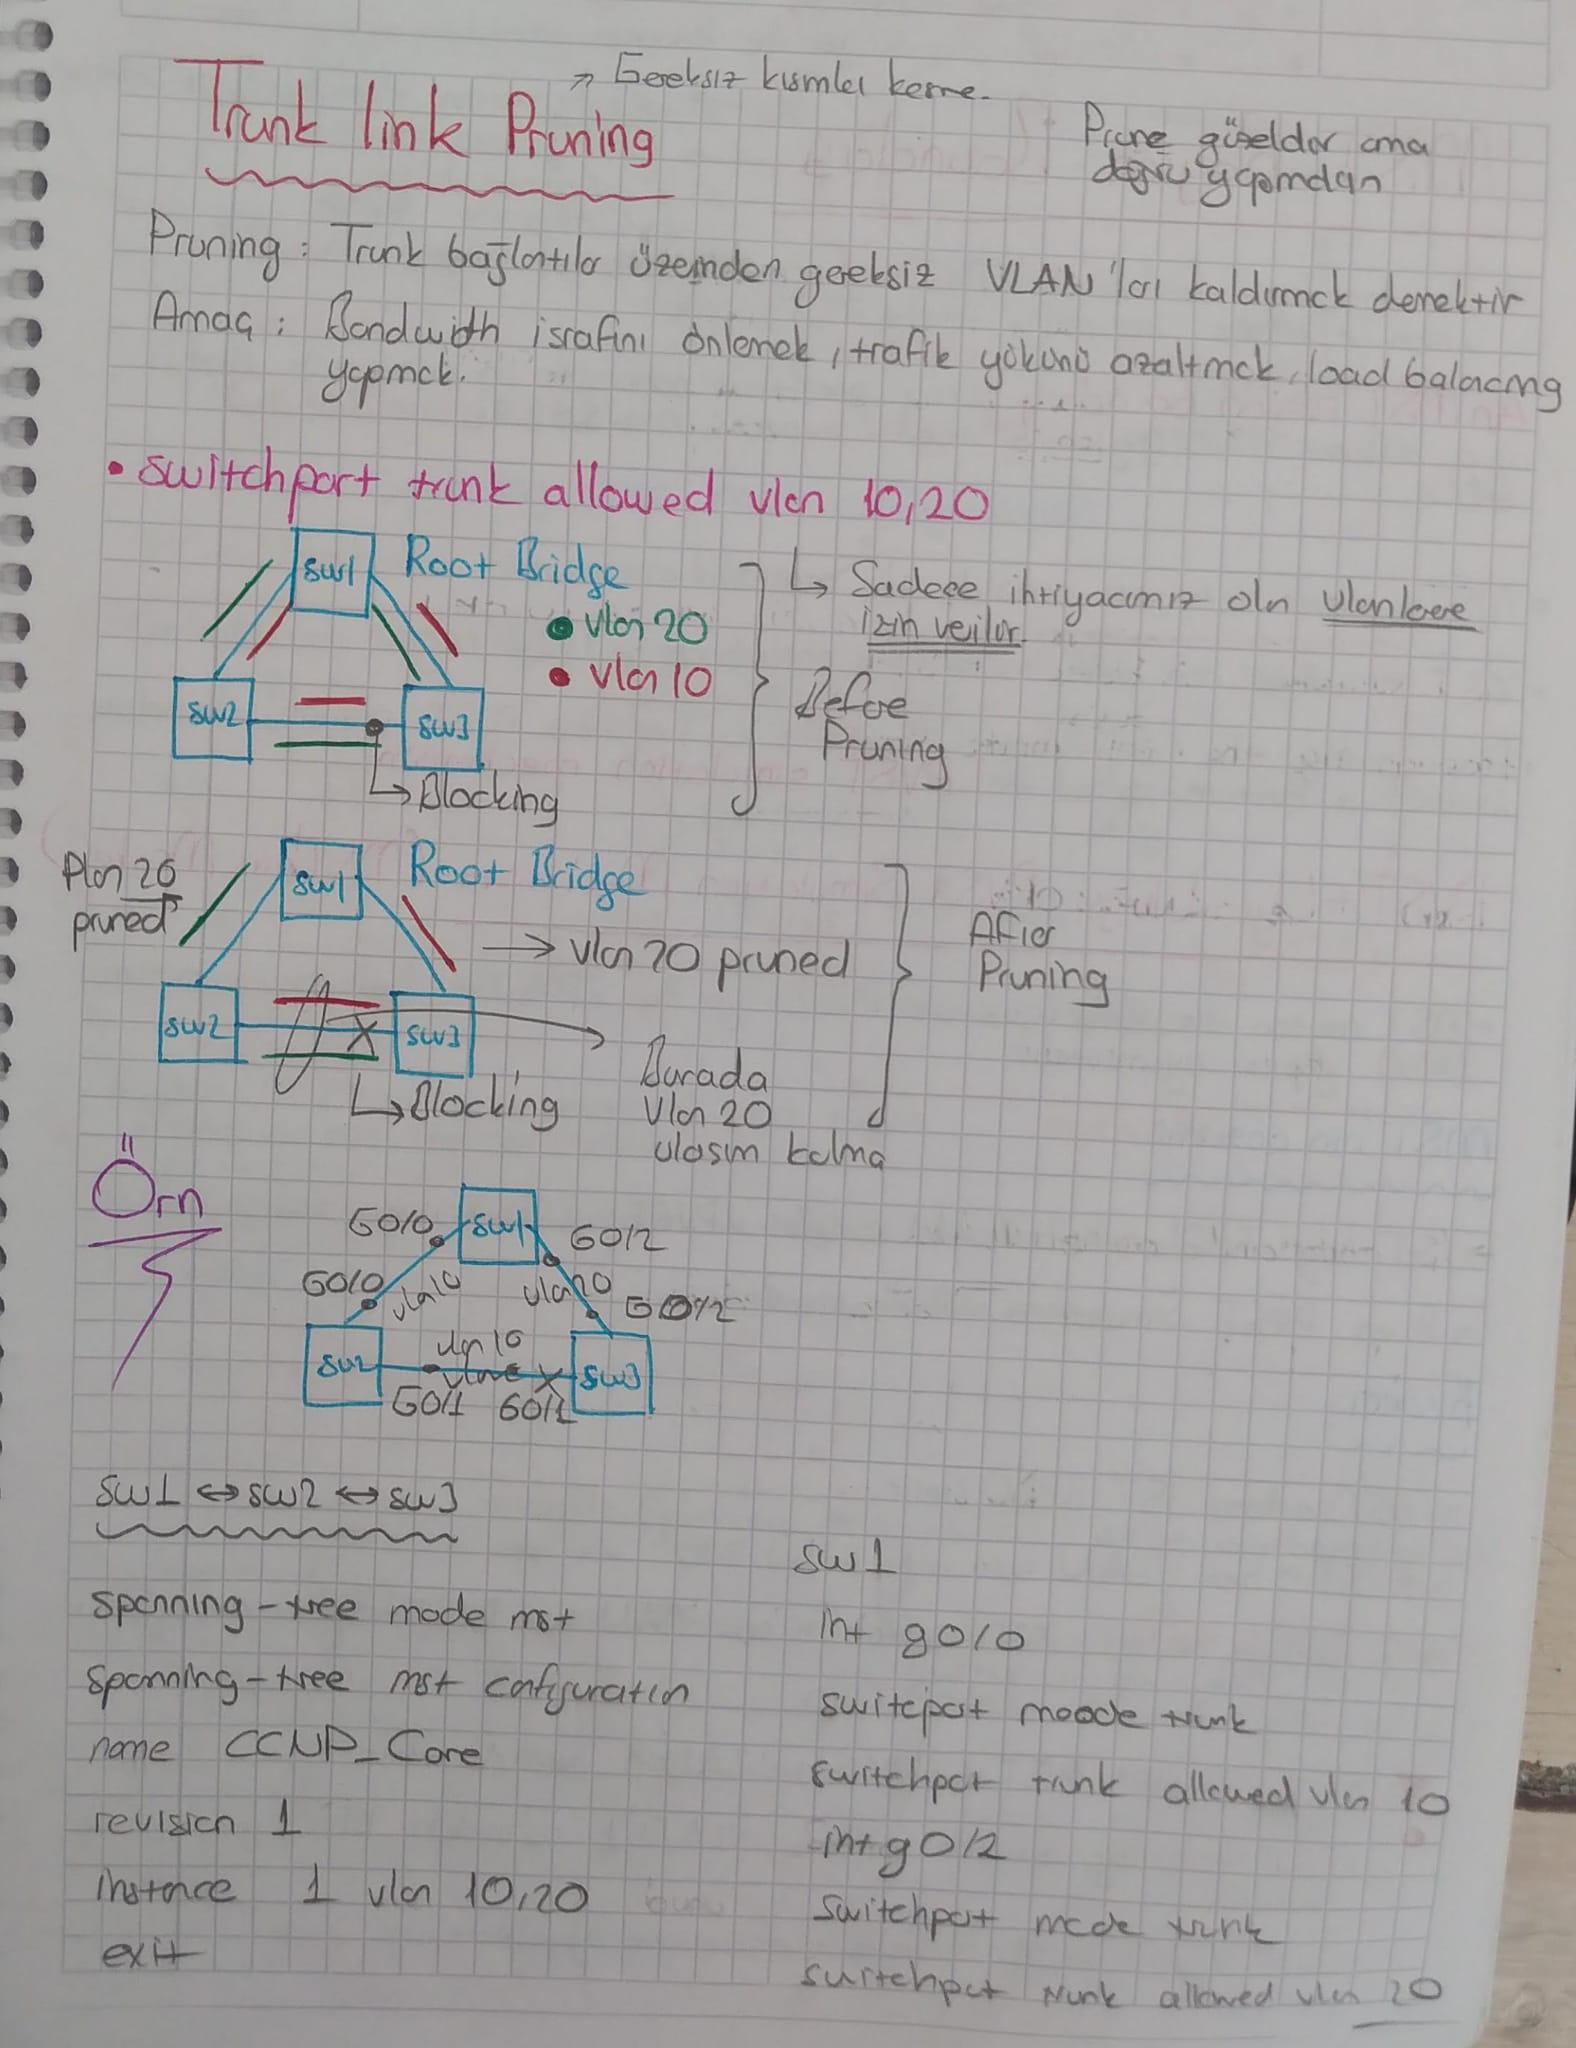 → Gereksiz kısımları kesme.
Trunk link Pruning
Prune güzeldir ama
doğru yapılmadan
Pruning : Trunk bağlantılar üzerinden gereksiz VLAN'ları kaldırmak demektir
Amaç : Bandwidth israfını önlemek, trafik yükünü azaltmak, load balacing
yapmak.
• switchport trunk allowed vlan 10,20
SW1 Root Bridge
↳ Sadece ihtiyacımız olan vlanlara
izin verilir.
vlan 20
vlan 10
SW2
SW3
Before
Pruning
↳ Blocking
20
pruned
SW1 Root Bridge
→ Vlan 20 pruned
After
Pruning
SW2
SW3
↳ Blocking
Burada
Vlan 20
ulaşım kalma
Örn
G0/0 SW1 G0/2
G0/0 vlan10 vlan20 G0/2
vlan 10
SW2
SW3
G0/1 G0/1
SW1 ↔ SW2 ↔ SW3
spanning-tree mode mst
spanning-tree mst configuration
name CCNP_Core
revision 1
instance 1 vlan 10,20
exit
SW1
int g0/0
switcport moode trunk
switchport trunk allowed vlan 10
int g0/2
switchport mode trunk
switchport trunk allowed vlan 20